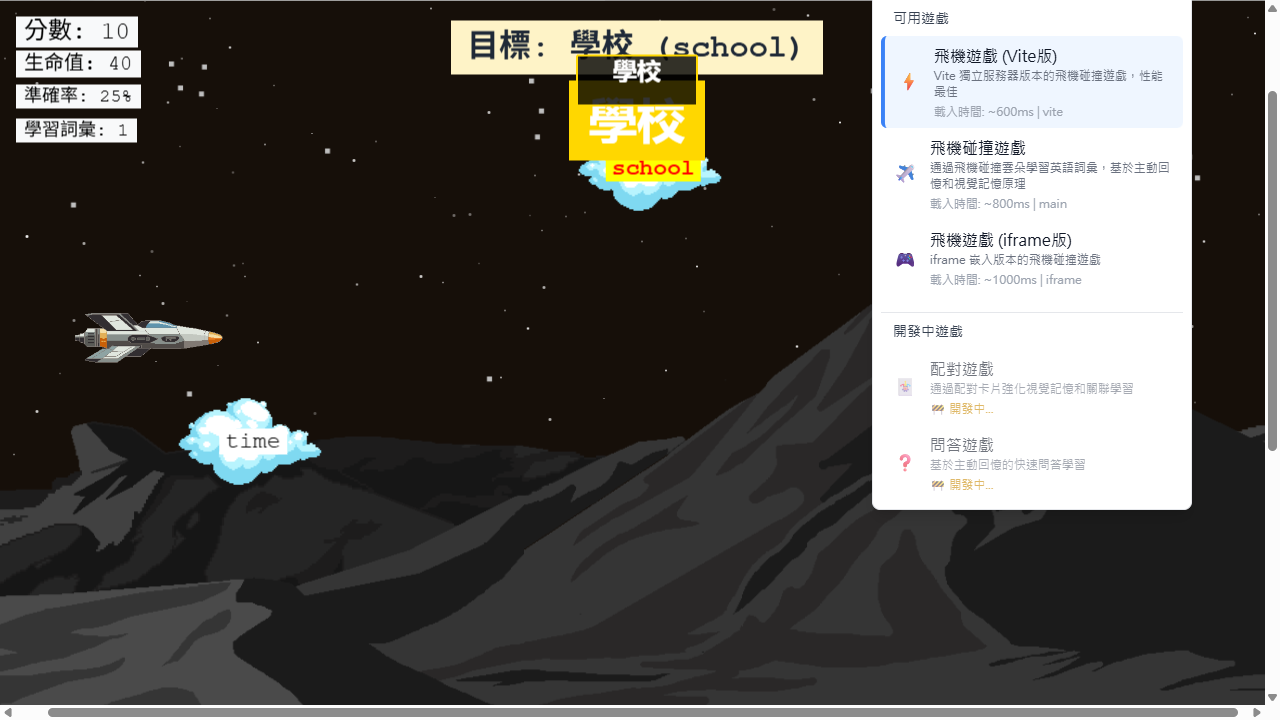 分數: 10
生命值: 40
準確率: 25%
學習詞彙: 1
目標: 學校 (school)
學校
學校
school
time
可用遊戲
飛機遊戲 (Vite版)
Vite 獨立服務器版本的飛機碰撞遊戲，性能
最佳
載入時間: ~600ms | vite
飛機碰撞遊戲
通過飛機碰撞雲朵學習英語詞彙，基於主動回
憶和視覺記憶原理
載入時間: ~800ms | main
飛機遊戲 (iframe版)
iframe 嵌入版本的飛機碰撞遊戲
載入時間: ~1000ms | iframe
開發中遊戲
配對遊戲
通過配對卡片強化視覺記憶和關聯學習
開發中...
問答遊戲
基於主動回憶的快速問答學習
開發中...